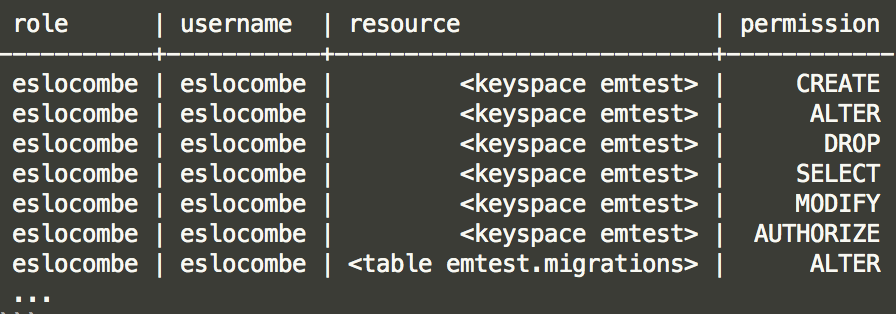 role | username | resource | permission
-----------+-----------+---------------------------+------------
eslocombe | eslocombe | <keyspace emtest> | CREATE
eslocombe | eslocombe | <keyspace emtest> | ALTER
eslocombe | eslocombe | <keyspace emtest> | DROP
eslocombe | eslocombe | <keyspace emtest> | SELECT
eslocombe | eslocombe | <keyspace emtest> | MODIFY
eslocombe | eslocombe | <keyspace emtest> | AUTHORIZE
eslocombe | eslocombe | <table emtest.migrations> | ALTER
...